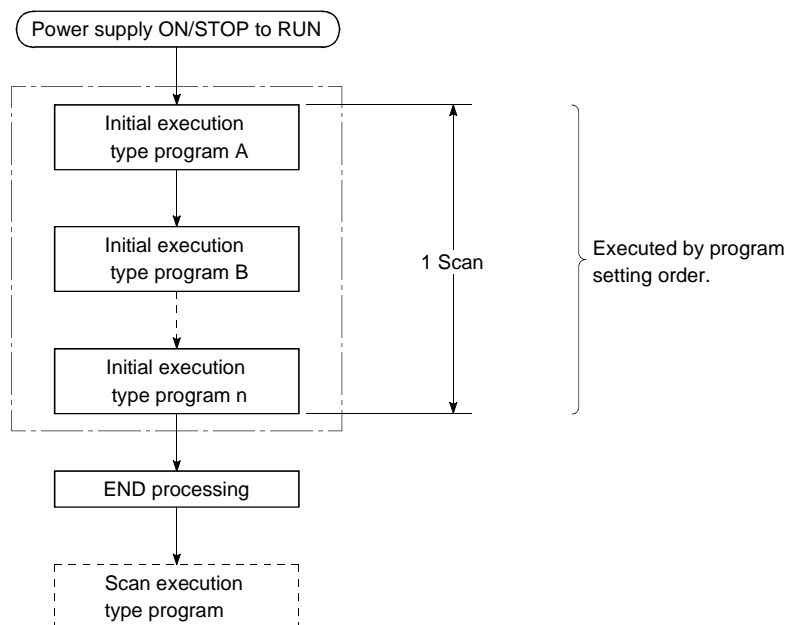 Power supply ON/STOP to RUN
Initial execution
type program A
Initial execution
type program B
1 Scan
Executed by program
setting order.
Initial execution
type program n
END processing
Scan execution
type program